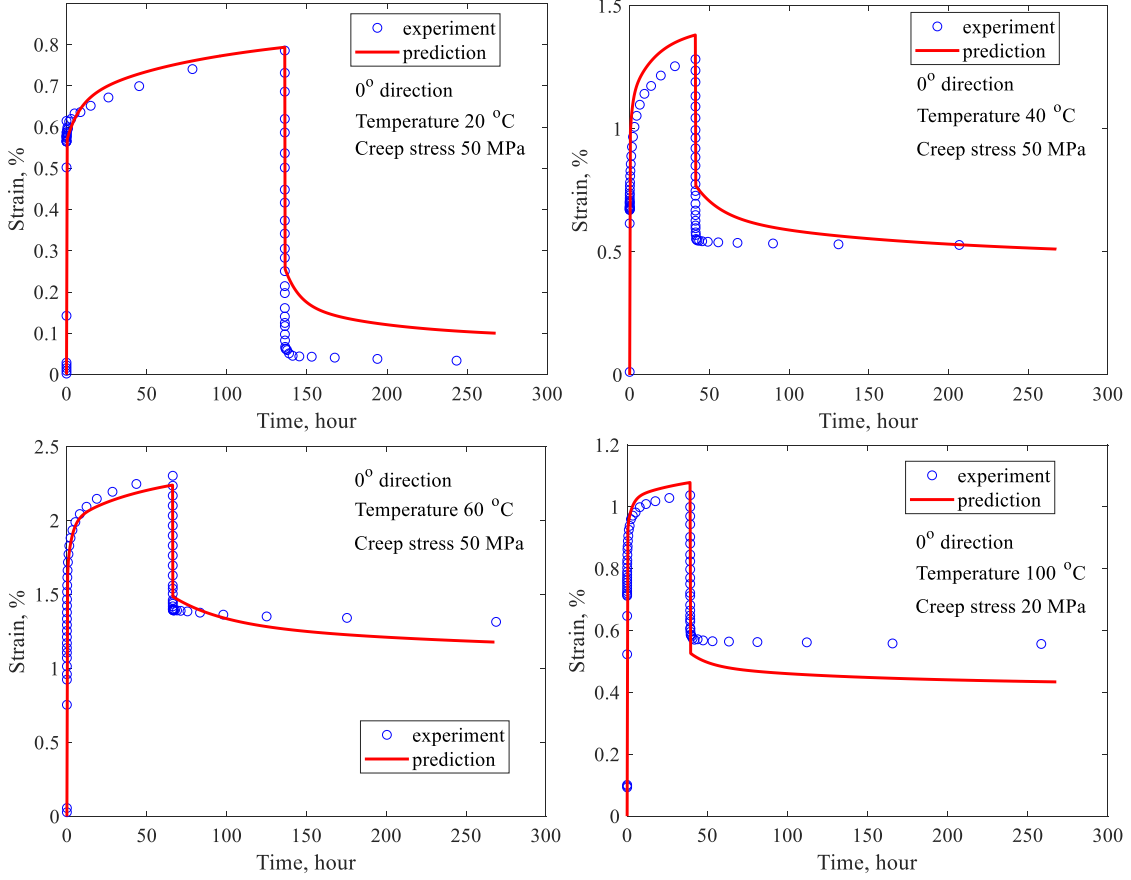 0.8
0.7
0.6
0.5
0.4
0.3
0.2
0.1
0
Strain, %
0 50 100 150 200 250 300
Time, hour
experiment
prediction
0° direction
Temperature 20 °C
Creep stress 50 MPa
1.5
1
0.5
0
Strain, %
0 50 100 150 200 250 300
Time, hour
experiment
prediction
0° direction
Temperature 40 °C
Creep stress 50 MPa
2.5
2
1.5
1
0.5
0
Strain, %
0 50 100 150 200 250 300
Time, hour
0° direction
Temperature 60 °C
Creep stress 50 MPa
experiment
prediction
1.2
1
0.8
0.6
0.4
0.2
0
Strain, %
0 50 100 150 200 250 300
Time, hour
experiment
prediction
0° direction
Temperature 100 °C
Creep stress 20 MPa